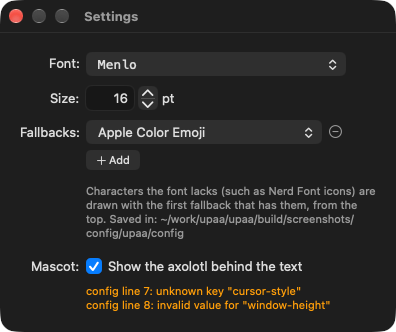 Settings
Font: Menlo
Size: 16 pt
Fallbacks: Apple Color Emoji
+ Add
Characters the font lacks (such as Nerd Font icons) are
drawn with the first fallback that has them, from
the top. Saved in: ~/work/upaa/upaa/build/screenshots/
config/upaa/config
Mascot: Show the axolotl behind the text
config line 7: unknown key "cursor-style"
config line 8: invalid value for "window-height"